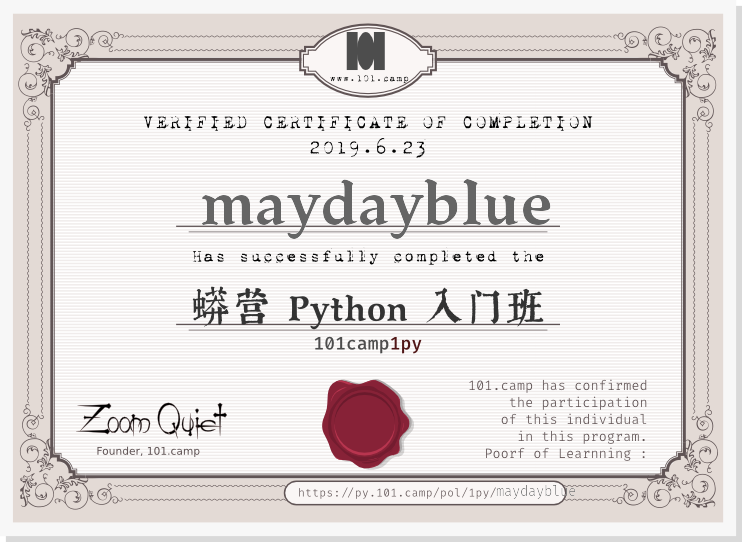 101
www.101.camp
VERIFIED CERTIFICATE OF COMPLETION
2019.6.23
maydayblue
Has successfully completed the
蟒营 Python 入门班
101camp1py
Zoom Quiet
Founder, 101.camp
101.camp has confirmed
the participation
of this individual
in this program.
Poorf of Learnning :
https://py.101.camp/pol/1py/maydayblue